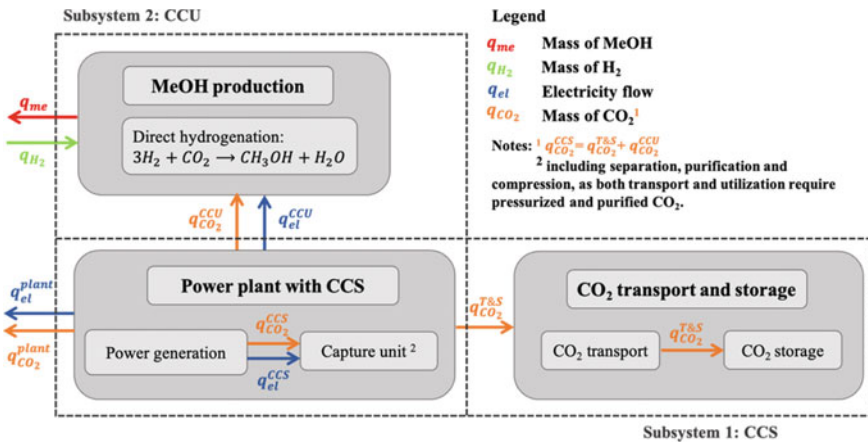 Subsystem 2: CCU
MeOH production
Direct hydrogenation:
3H₂ + CO₂ → CH₃OH + H₂O
q_me
q_H₂
q_CO₂^CCU
q_el^CCU
Legend
q_me Mass of MeOH
q_H₂ Mass of H₂
q_el Electricity flow
q_CO₂ Mass of CO₂¹
Notes: ¹ q_CO₂^CCS = q_CO₂^T&S + q_CO₂^CCU
² including separation, purification and
compression, as both transport and utilization require
pressurized and purified CO₂.
Power plant with CCS
q_el^plant
q_CO₂^plant
Power generation
q_CO₂^CCS
q_el^CCS
Capture unit ²
q_CO₂^T&S
CO₂ transport and storage
CO₂ transport
q_CO₂^T&S
CO₂ storage
Subsystem 1: CCS